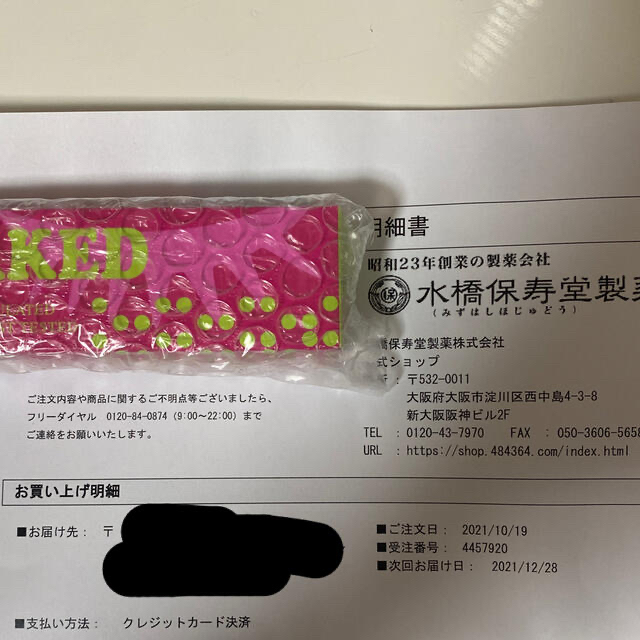 KED
明細書
昭和23年創業の製薬会社
保
水橋保寿堂製薬
(みずはしほじゅどう)
橋保寿堂製薬株式会社
式ショップ
〒532-0011
大阪府大阪市淀川区西中島4-3-8
新大阪阪神ビル2F
TEL : 0120-43-7970 FAX : 050-3606-5658
URL : https://shop.484364.com/index.html
ご注文内容や商品に関するご不明点等ございましたら、
フリーダイヤル 0120-84-0874(9:00〜22:00)まで
ご連絡をお願いいたします。
お買い上げ明細
■お届け先: 〒
■ご注文日: 2021/10/19
■受注番号: 4457920
■次回お届け日: 2021/12/28
■支払い方法: クレジットカード決済